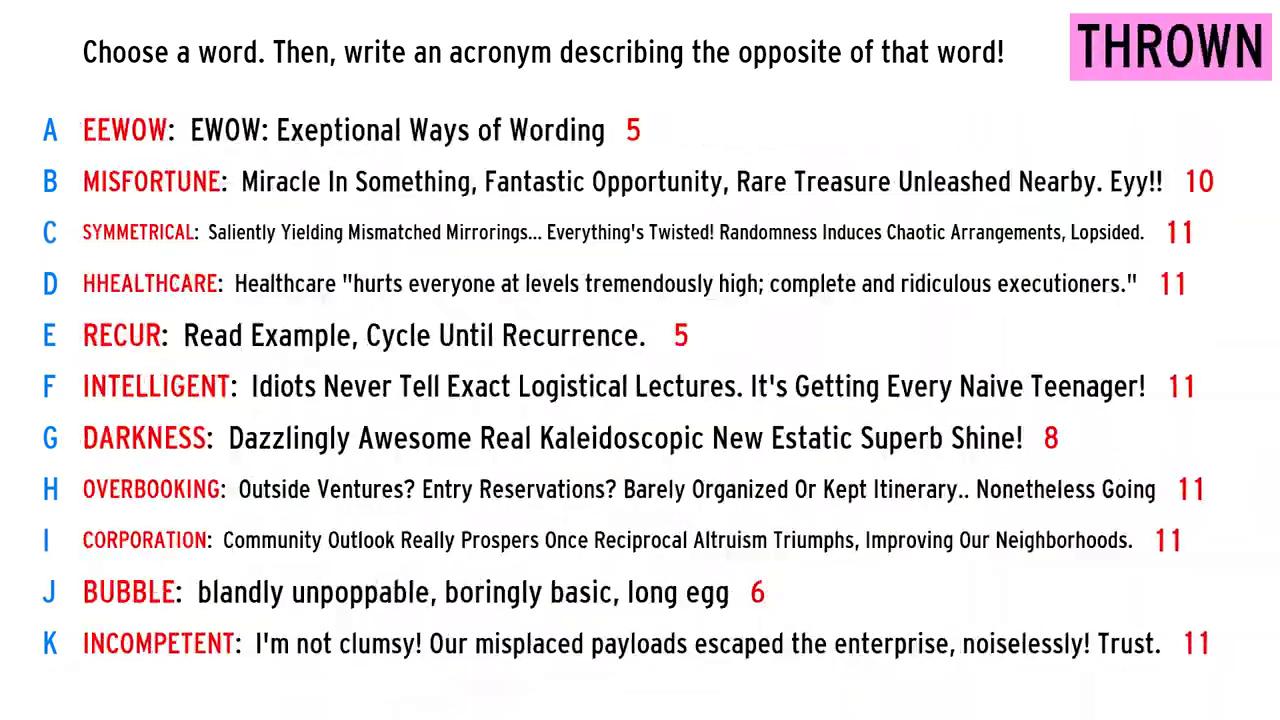 Choose a word. Then, write an acronym describing the opposite of that word!
THROWN
A EEWOW: EWOW: Exeptional Ways of Wording 5
B MISFORTUNE: Miracle In Something, Fantastic Opportunity, Rare Treasure Unleashed Nearby. Eyy!! 10
C SYMMETRICAL: Saliently Yielding Mismatched Mirrorings... Everything's Twisted! Randomness Induces Chaotic Arrangements, Lopsided. 11
D HHEALTHCARE: Healthcare "hurts everyone at levels tremendously high; complete and ridiculous executioners." 11
E RECUR: Read Example, Cycle Until Recurrence. 5
F INTELLIGENT: Idiots Never Tell Exact Logistical Lectures. It's Getting Every Naive Teenager! 11
G DARKNESS: Dazzlingly Awesome Real Kaleidoscopic New Estatic Superb Shine! 8
H OVERBOOKING: Outside Ventures? Entry Reservations? Barely Organized Or Kept Itinerary.. Nonetheless Going 11
I CORPORATION: Community Outlook Really Prospers Once Reciprocal Altruism Triumphs, Improving Our Neighborhoods. 11
J BUBBLE: blandly unpoppable, boringly basic, long egg 6
K INCOMPETENT: I'm not clumsy! Our misplaced payloads escaped the enterprise, noiselessly! Trust. 11